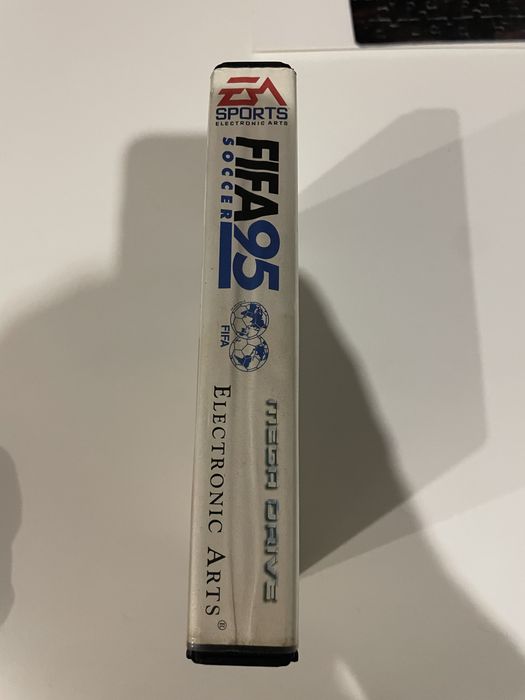 EA
SPORTS
ELECTRONIC ARTS
FIFA 95
SOCCER
FIFA
MEGA DRIVE
ELECTRONIC ARTS®